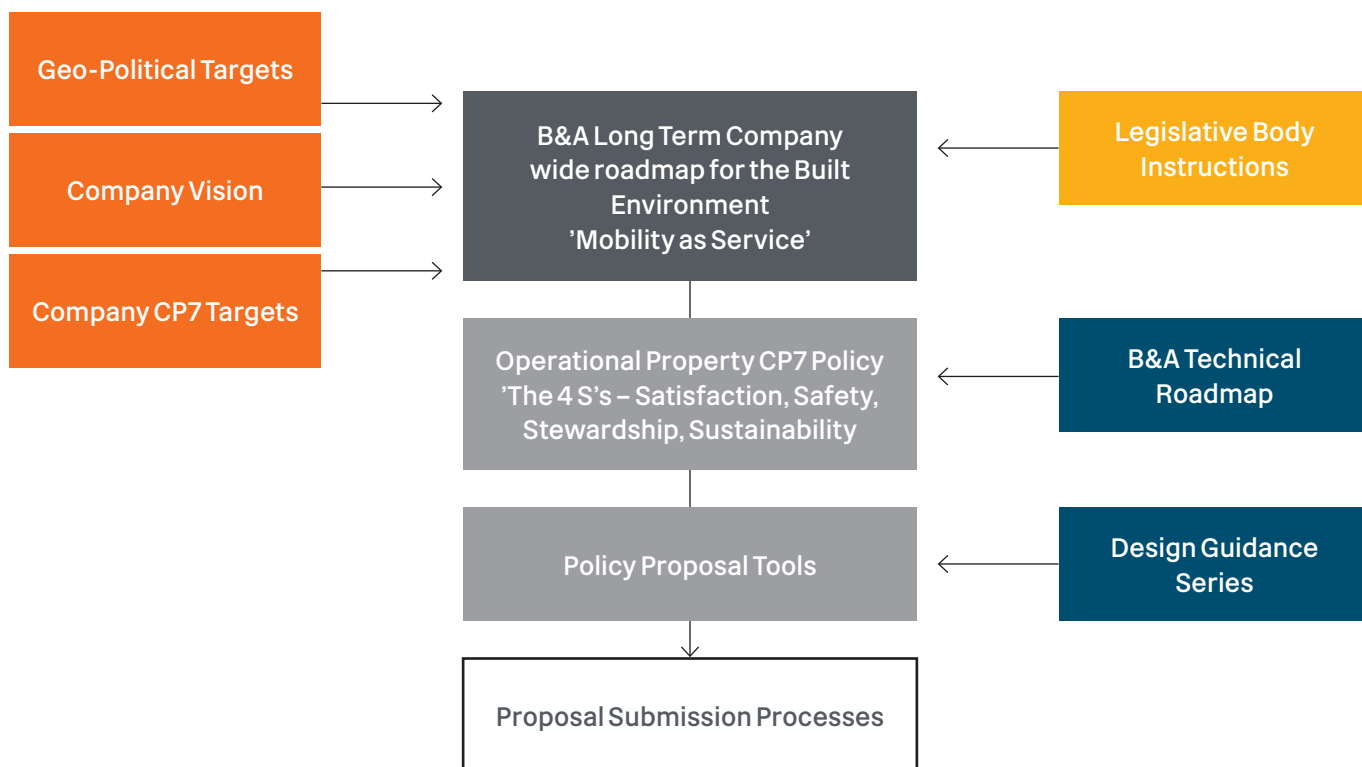 Geo-Political Targets
Company Vision
Company CP7 Targets
B&A Long Term Company
wide roadmap for the Built
Environment
’Mobility as Service’
Legislative Body
Instructions
Operational Property CP7 Policy
’The 4 S’s – Satisfaction, Safety,
Stewardship, Sustainability
B&A Technical
Roadmap
Policy Proposal Tools
Design Guidance
Series
Proposal Submission Processes